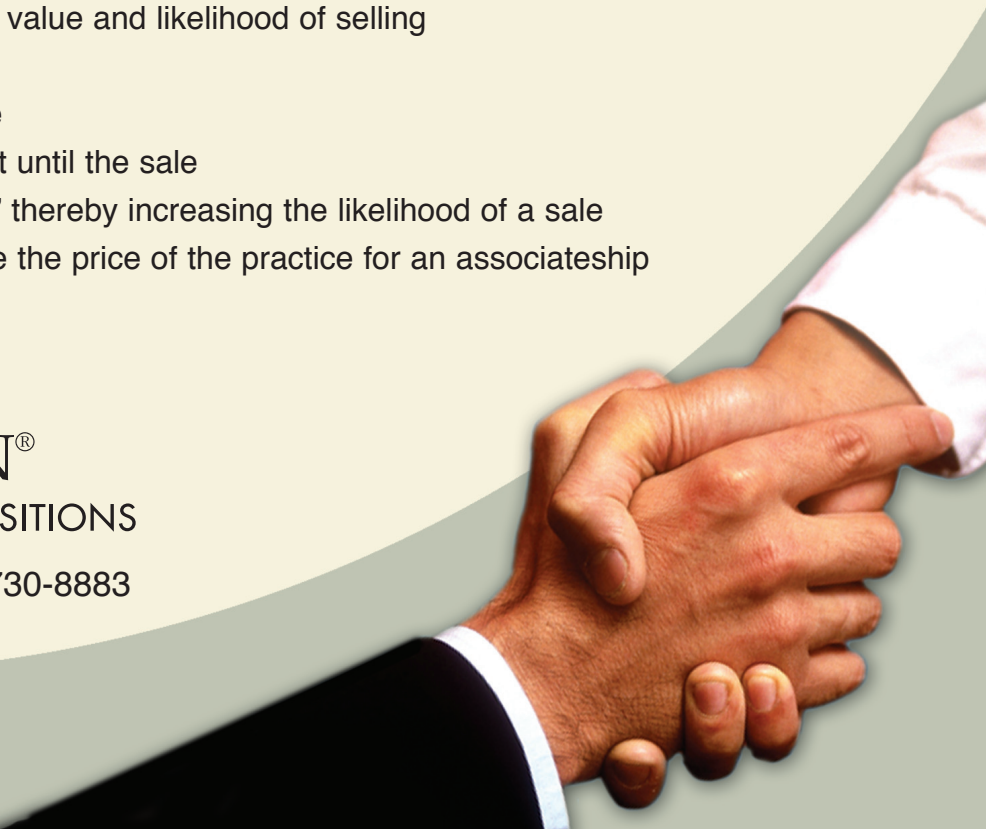 value and likelihood of selling
t until the sale
thereby increasing the likelihood of a sale
e the price of the practice for an associateship
N®
SITIONS
730-8883